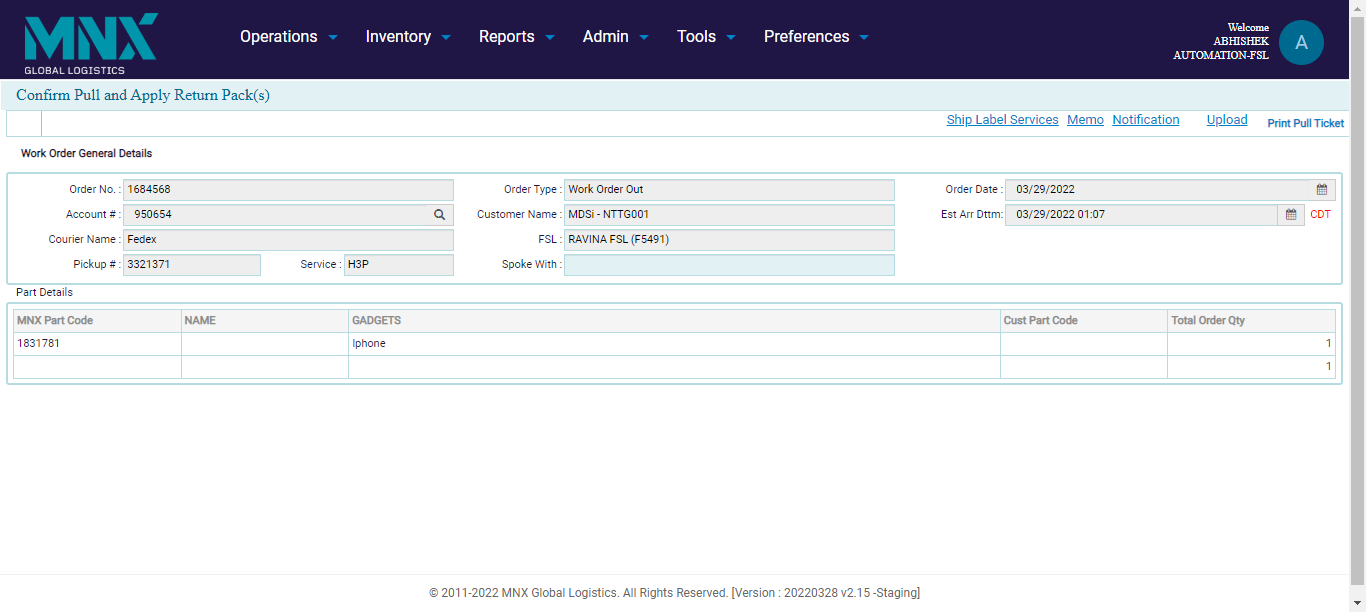 MNX
GLOBAL LOGISTICS
Operations Inventory Reports Admin Tools Preferences
Welcome
ABHISHEK
AUTOMATION-FSL
A
Confirm Pull and Apply Return Pack(s)
Ship Label Services Memo Notification Upload Print Pull Ticket
Work Order General Details
Order No. : 1684568 Order Type : Work Order Out Order Date : 03/29/2022
Account # : 950654 Customer Name : MDSi - NTTG001 Est Arr Dttm: 03/29/2022 01:07 CDT
Courier Name : Fedex FSL : RAVINA FSL (F5491)
Pickup # : 3321371 Service : H3P Spoke With :
Part Details
MNX Part Code NAME GADGETS Cust Part Code Total Order Qty
1831781 Iphone 1
1
© 2011-2022 MNX Global Logistics. All Rights Reserved. [Version : 20220328 v2.15 -Staging]